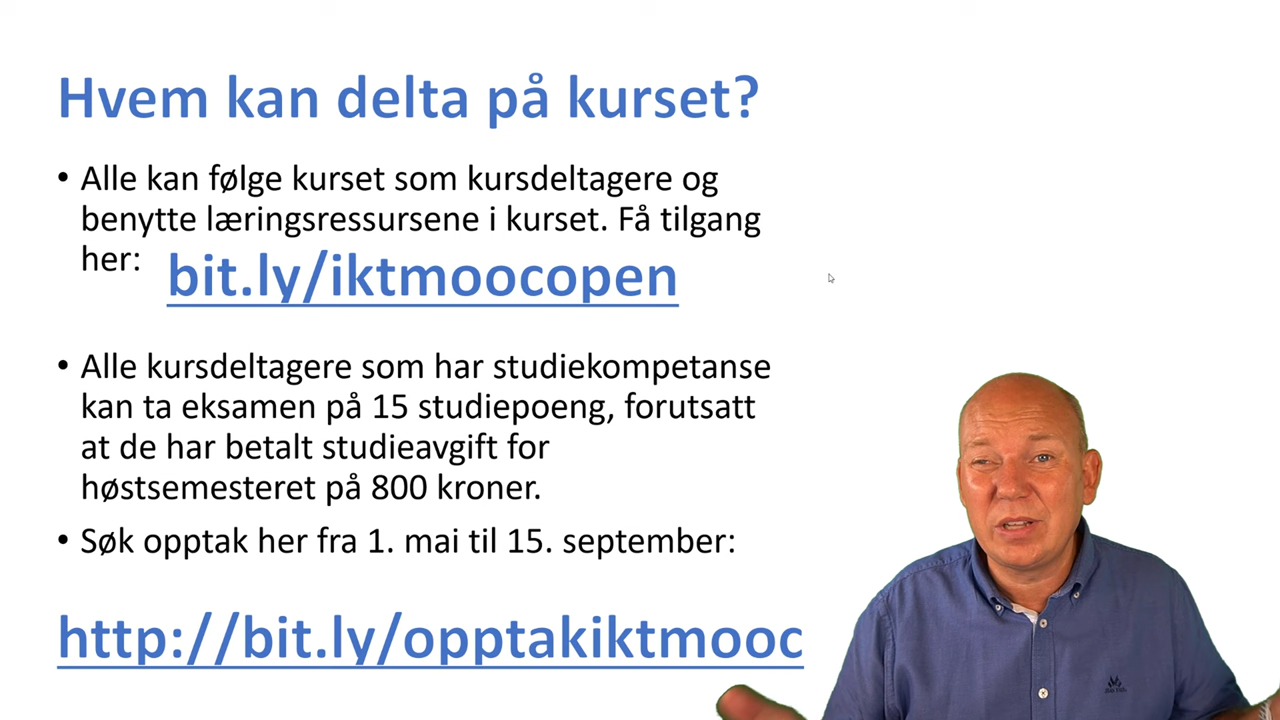 Hvem kan delta på kurset?
• Alle kan følge kurset som kursdeltagere og
benytte læringsressursene i kurset. Få tilgang
her: bit.ly/iktmoocopen
• Alle kursdeltagere som har studiekompetanse
kan ta eksamen på 15 studiepoeng, forutsatt
at de har betalt studieavgift for
høstsemesteret på 800 kroner.
• Søk opptak her fra 1. mai til 15. september:
http://bit.ly/opptakiktmooc